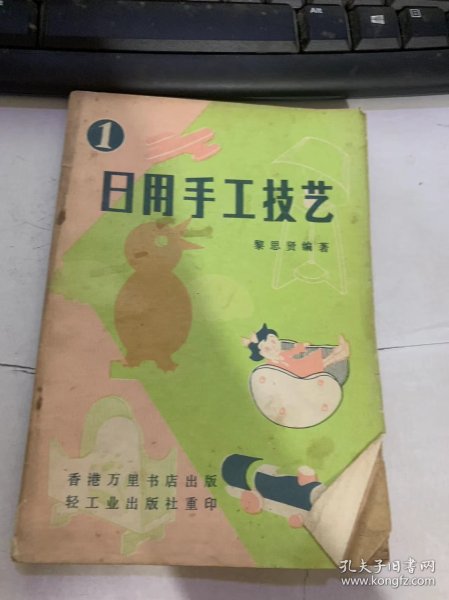 Alt
1
日用手工技艺
黎思贤编著
香港万里书店出版
轻工业出版社重印
孔夫子旧书网
www.kongfz.com